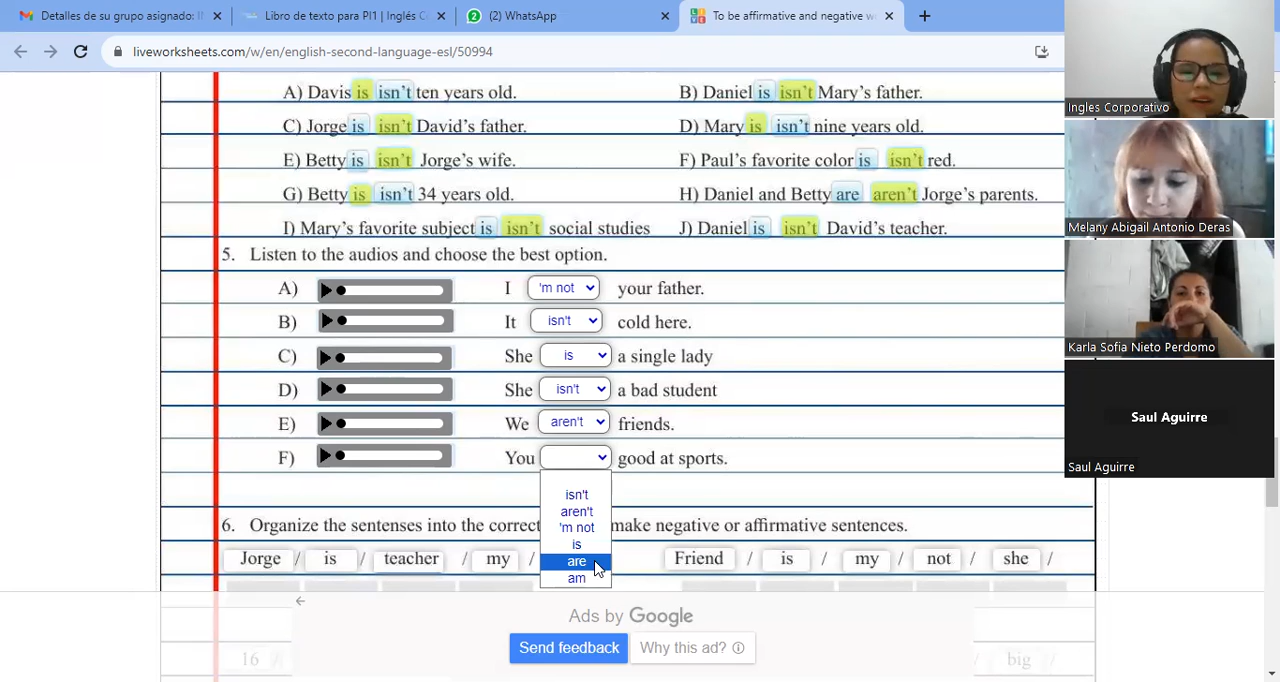 Detalles de su grupo asignado: I
Libro de texto para PI1 | Inglés C
2 (2) WhatsApp
To be affirmative and negative w
liveworksheets.com/w/en/english-second-language-esl/50994
A) Davis is isn't ten years old. B) Daniel is isn't Mary's father.
C) Jorge is isn't David's father. D) Mary is isn't nine years old.
E) Betty is isn't Jorge's wife. F) Paul's favorite color is isn't red.
G) Betty is isn't 34 years old. H) Daniel and Betty are aren't Jorge's parents.
I) Mary's favorite subject is isn't social studies J) Daniel is isn't David's teacher.
5. Listen to the audios and choose the best option.
A) I 'm not your father.
B) It isn't cold here.
C) She is a single lady
D) She isn't a bad student
E) We aren't friends.
F) You good at sports.
isn't
aren't
'm not
is
are
am
6. Organize the sentences into the correct make negative or affirmative sentences.
Jorge / is / teacher / my / Friend / is / my / not / she /
Ads by Google
Send feedback Why this ad?
16 / / big /
Ingles Corporativo
Melany Abigail Antonio Deras
Karla Sofia Nieto Perdomo
Saul Aguirre
Saul Aguirre